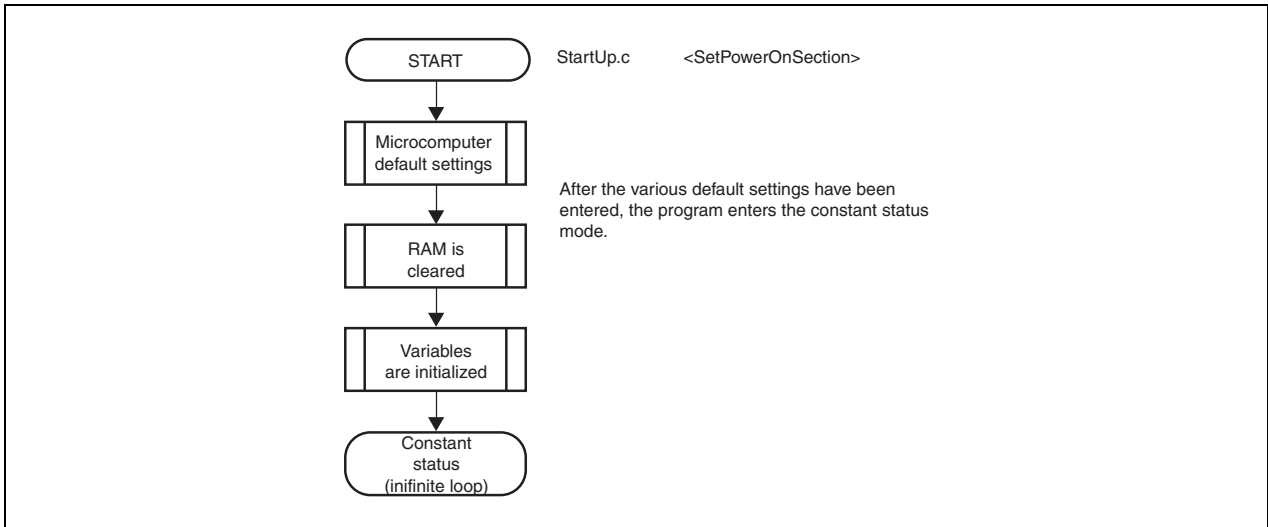 START
StartUp.c <SetPowerOnSection>
Microcomputer
default settings
After the various default settings have been
entered, the program enters the constant status
mode.
RAM is
cleared
Variables
are initialized
Constant
status
(inifinite loop)